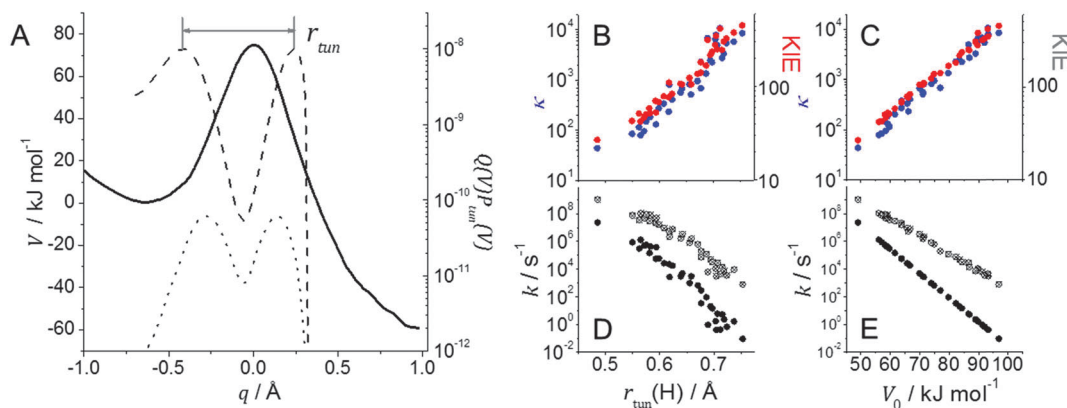 A
r_tun
V / kJ mol⁻¹
80
60
40
20
0
-20
-40
-60
10⁻⁸
10⁻⁹
10⁻¹⁰
10⁻¹¹
10⁻¹²
Q(V)P_tun(V)
-1.0 -0.5 0.0 0.5 1.0
q / Å
B
κ
10⁴
10³
10²
10¹
KIE
100
10
C
κ
10⁴
10³
10²
10¹
KIE
100
10
D
k / s⁻¹
10⁸
10⁶
10⁴
10²
10⁰
10⁻²
0.5 0.6 0.7
r_tun(H) / Å
E
k / s⁻¹
10⁸
10⁶
10⁴
10²
10⁰
10⁻²
50 60 70 80 90 100
V₀ / kJ mol⁻¹